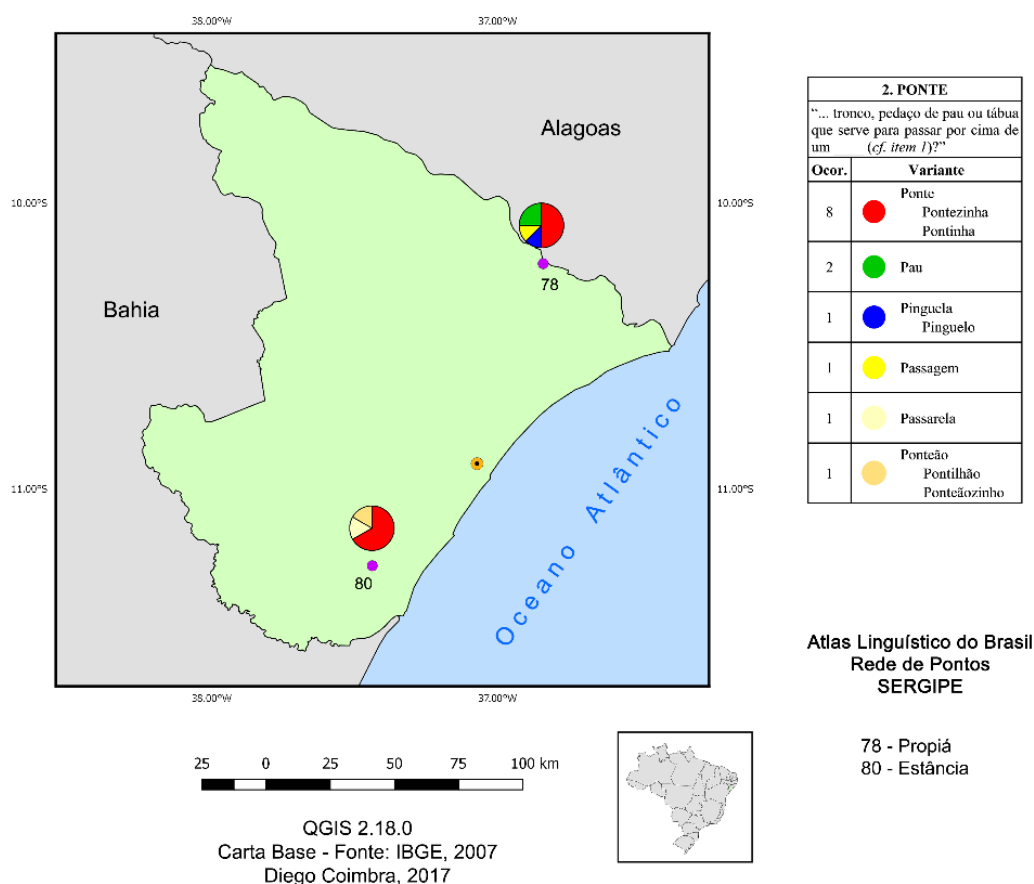 38.00°W
37.00°W
Alagoas
10.00°S
10.00°S
78
Bahia
Oceano Atlântico
11.00°S
11.00°S
80
38.00°W
37.00°W
2. PONTE
“... tronco, pedaço de pau ou tábua
que serve para passar por cima de
um (cf. item 1)?”
Ocor. Variante
8 Ponte
Pontezinha
Pontinha
2 Pau
1 Pinguela
Pinguelo
1 Passagem
1 Passarela
1 Ponteão
Pontilhão
Ponteãozinho
Atlas Linguístico do Brasil
Rede de Pontos
SERGIPE
78 - Propiá
80 - Estância
25 0 25 50 75 100 km
QGIS 2.18.0
Carta Base - Fonte: IBGE, 2007
Diego Coimbra, 2017